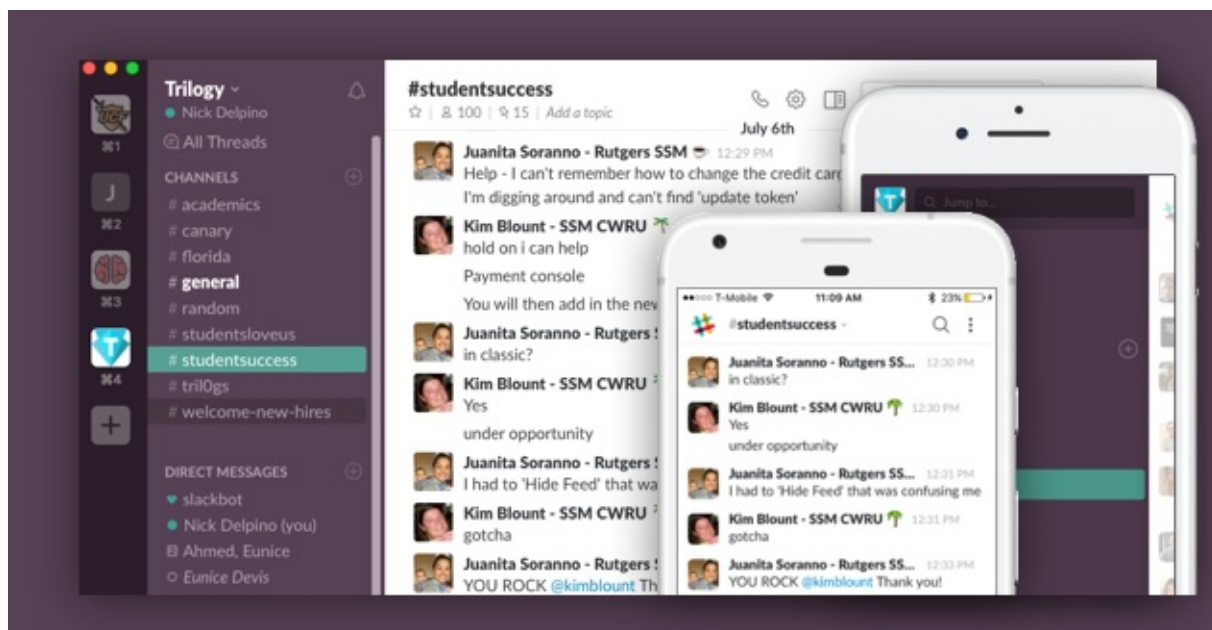 UCF
⌘1
J
⌘2
⌘3
T
⌘4
Trilogy
Nick Delpino
All Threads
CHANNELS
# academics
# canary
# florida
# general
# random
# studentsloveus
# studentsuccess
# tril0gs
# welcome-new-hires
DIRECT MESSAGES
slackbot
Nick Delpino (you)
Ahmed, Eunice
Eunice Devis
#studentsuccess
100 | 15 | Add a topic
July 6th
Juanita Soranno - Rutgers SSM 12:29 PM
Help - I can't remember how to change the credit card
I'm digging around and can't find 'update token'
Kim Blount - SSM CWRU
hold on i can help
Payment console
You will then add in the new
Juanita Soranno - Rutgers
in classic?
Kim Blount - SSM CWRU
Yes
under opportunity
Juanita Soranno - Rutgers
I had to 'Hide Feed' that wa
Kim Blount - SSM CWRU
gotcha
Juanita Soranno - Rutgers
YOU ROCK @kimblount Th
T
Jump to...
T-Mobile 11:09 AM 23%
#studentsuccess
Juanita Soranno - Rutgers SS... 12:30 PM
in classic?
Kim Blount - SSM CWRU 12:30 PM
Yes
under opportunity
Juanita Soranno - Rutgers SS... 12:31 PM
I had to 'Hide Feed' that was confusing me
Kim Blount - SSM CWRU 12:31 PM
gotcha
Juanita Soranno - Rutgers SS... 12:33 PM
YOU ROCK @kimblount Thank you!